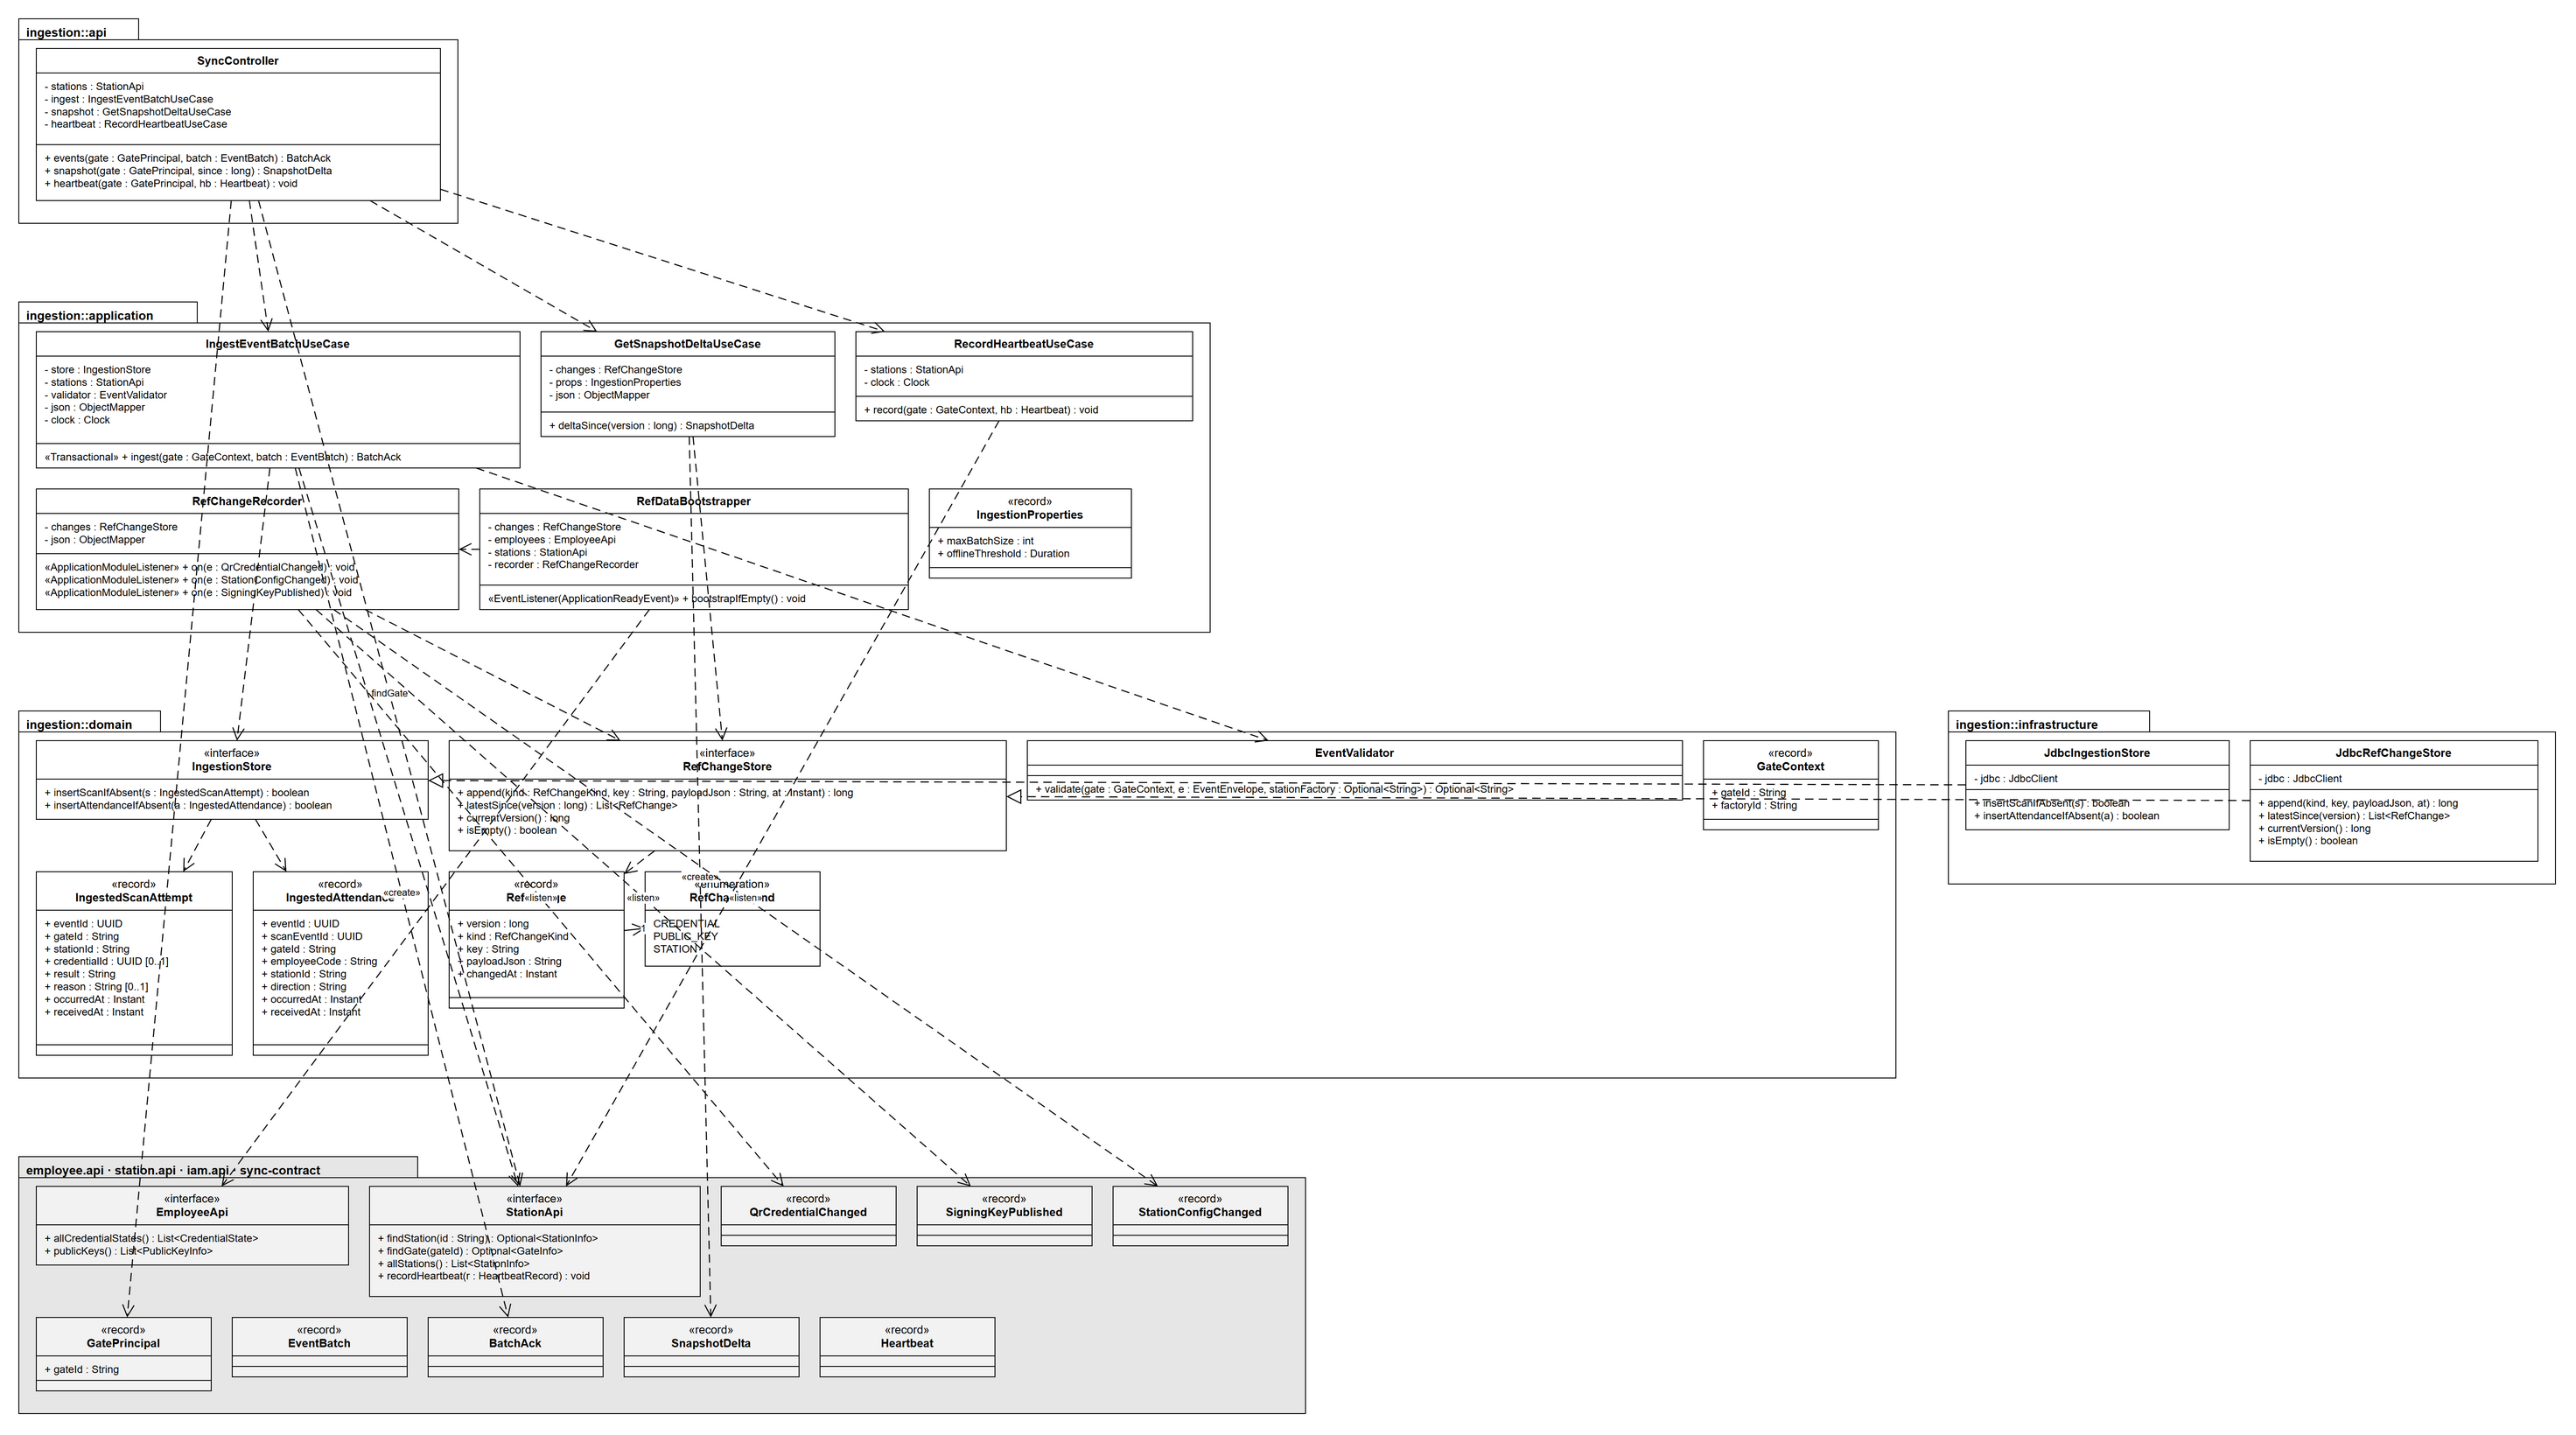 ingestion::api
SyncController
- stations : StationApi
- ingest : IngestEventBatchUseCase
- snapshot : GetSnapshotDeltaUseCase
- heartbeat : RecordHeartbeatUseCase
+ events(gate : GatePrincipal, batch : EventBatch) : BatchAck
+ snapshot(gate : GatePrincipal, since : long) : SnapshotDelta
+ heartbeat(gate : GatePrincipal, hb : Heartbeat) : void
ingestion::application
IngestEventBatchUseCase
- store : IngestionStore
- stations : StationApi
- validator : EventValidator
- json : ObjectMapper
- clock : Clock
«Transactional» + ingest(gate : GateContext, batch : EventBatch) : BatchAck
GetSnapshotDeltaUseCase
- changes : RefChangeStore
- props : IngestionProperties
- json : ObjectMapper
+ deltaSince(version : long) : SnapshotDelta
RecordHeartbeatUseCase
- stations : StationApi
- clock : Clock
+ record(gate : GateContext, hb : Heartbeat) : void
RefChangeRecorder
- changes : RefChangeStore
- json : ObjectMapper
«ApplicationModuleListener» + on(e : QrCredentialChanged) : void
«ApplicationModuleListener» + on(e : StationConfigChanged) : void
«ApplicationModuleListener» + on(e : SigningKeyPublished) : void
RefDataBootstrapper
- changes : RefChangeStore
- employees : EmployeeApi
- stations : StationApi
- recorder : RefChangeRecorder
«EventListener(ApplicationReadyEvent)» + bootstrapIfEmpty() : void
«record»
IngestionProperties
+ maxBatchSize : int
+ offlineThreshold : Duration
findGate
ingestion::domain
«interface»
IngestionStore
+ insertScanIfAbsent(s : IngestedScanAttempt) : boolean
+ insertAttendanceIfAbsent(a : IngestedAttendance) : boolean
«interface»
RefChangeStore
+ append(kind : RefChangeKind, key : String, payloadJson : String, at : Instant) : long
+ latestSince(version : long) : List<RefChange>
+ currentVersion() : long
+ isEmpty() : boolean
EventValidator
+ validate(gate : GateContext, e : EventEnvelope, stationFactory : Optional<String>) : Optional<String>
«record»
GateContext
+ gateId : String
+ factoryId : String
ingestion::infrastructure
JdbcIngestionStore
- jdbc : JdbcClient
+ insertScanIfAbsent(s) : boolean
+ insertAttendanceIfAbsent(a) : boolean
JdbcRefChangeStore
- jdbc : JdbcClient
+ append(kind, key, payloadJson, at) : long
+ latestSince(version) : List<RefChange>
+ currentVersion() : long
+ isEmpty() : boolean
«record»
IngestedScanAttempt
+ eventId : UUID
+ gateId : String
+ stationId : String
+ credentialId : UUID [0..1]
+ result : String
+ reason : String [0..1]
+ occurredAt : Instant
+ receivedAt : Instant
«record»
IngestedAttendance
+ eventId : UUID
+ scanEventId : UUID
+ gateId : String
+ employeeCode : String
+ stationId : String
+ direction : String
+ occurredAt : Instant
+ receivedAt : Instant
«create»
«record»
«listen»
+ version : long
+ kind : RefChangeKind
+ key : String
+ payloadJson : String
+ changedAt : Instant
«listen»
1
«create»
«enumeration»
«listen»
CREDENTIAL
PUBLIC_KEY
STATION
employee.api · station.api · iam.api · sync-contract
«interface»
EmployeeApi
+ allCredentialStates() : List<CredentialState>
+ publicKeys() : List<PublicKeyInfo>
«interface»
StationApi
+ findStation(id : String) : Optional<StationInfo>
+ findGate(gateId) : Optional<GateInfo>
+ allStations() : List<StationInfo>
+ recordHeartbeat(r : HeartbeatRecord) : void
«record»
QrCredentialChanged
«record»
SigningKeyPublished
«record»
StationConfigChanged
«record»
GatePrincipal
+ gateId : String
«record»
EventBatch
«record»
BatchAck
«record»
SnapshotDelta
«record»
Heartbeat